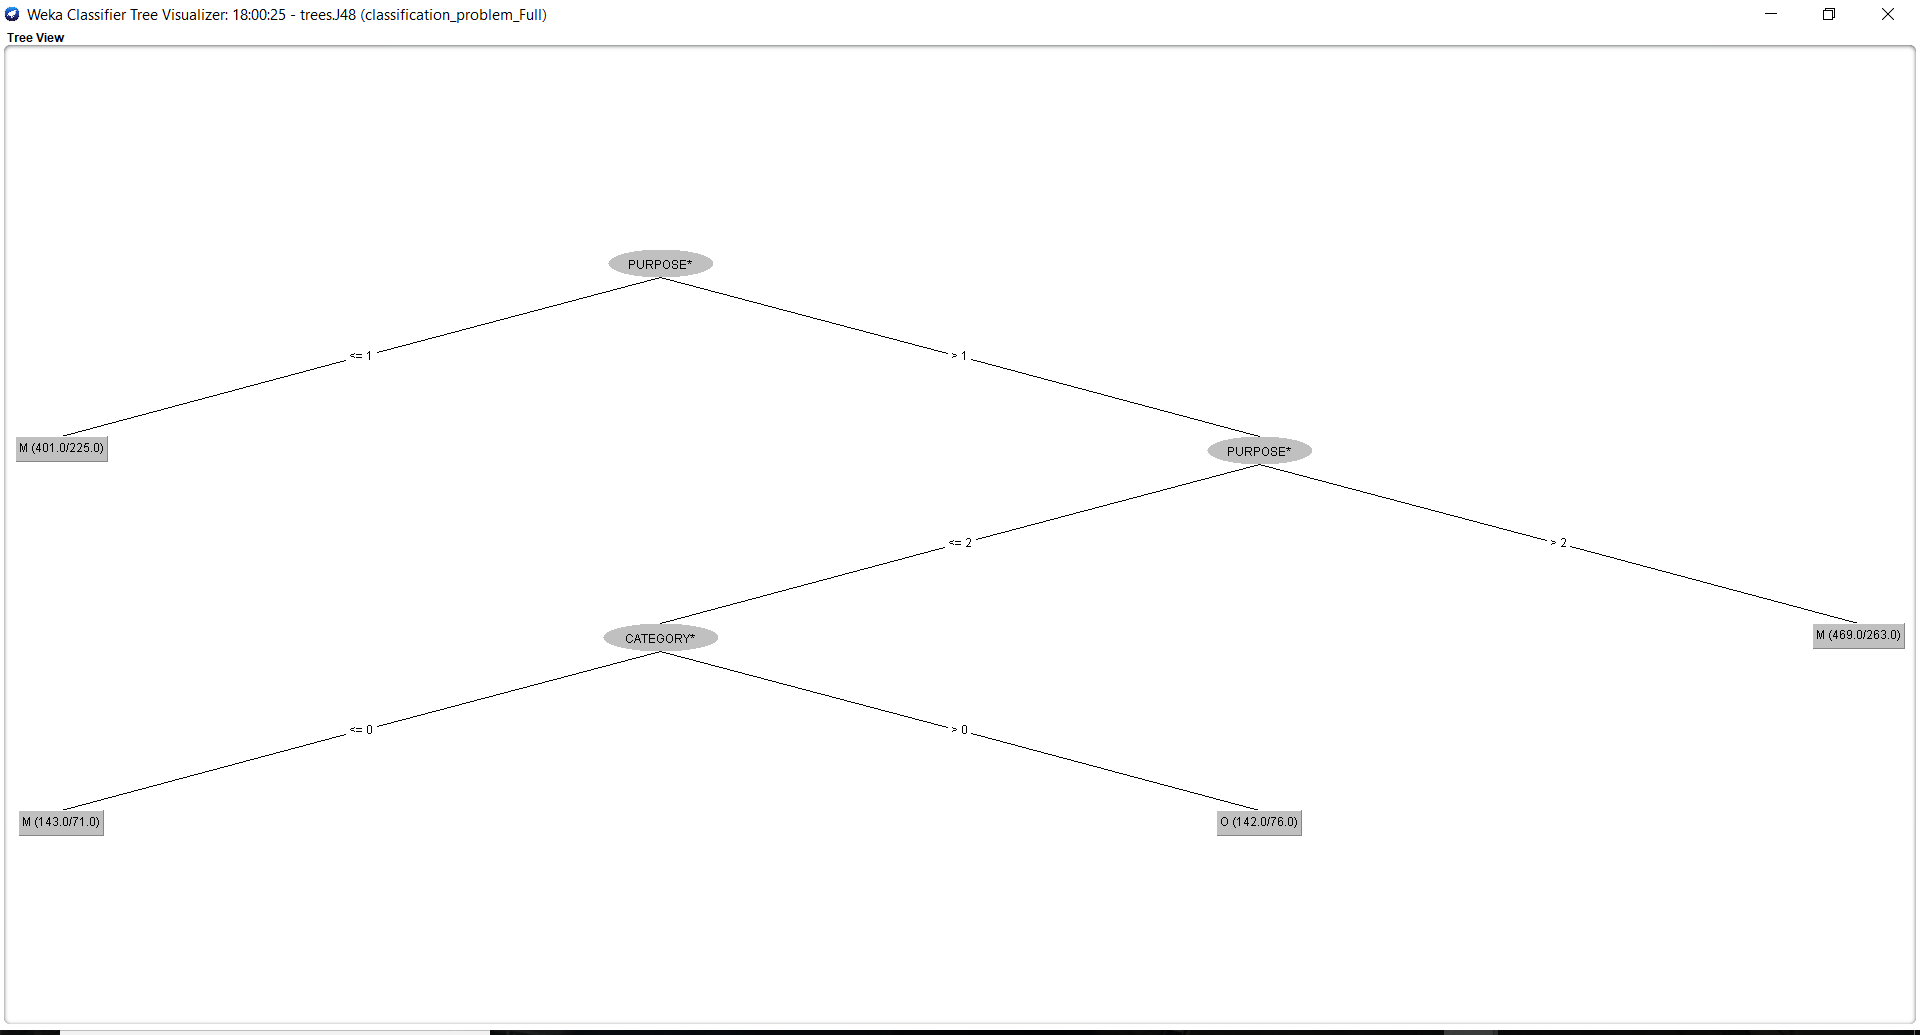 Weka Classifier Tree Visualizer: 18:00:25 - trees.J48 (classification_problem_Full)
Tree View
PURPOSE*
<= 1
> 1
M (401.0/225.0)
PURPOSE*
<= 2
> 2
CATEGORY*
M (469.0/263.0)
<= 0
> 0
M (143.0/71.0)
O (142.0/76.0)